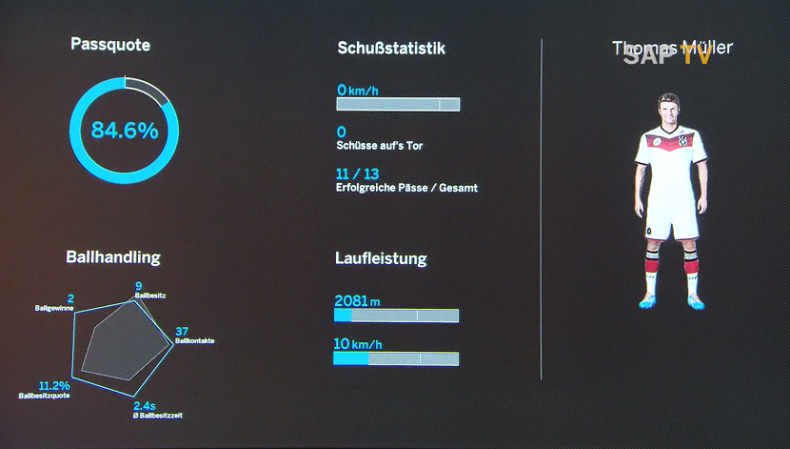 Passquote
84.6%
Schußstatistik
0 km/h
0
Schüsse auf's Tor
11 / 13
Erfolgreiche Pässe / Gesamt
Thomas Müller
SAP TV
Ballhandling
9
Ballbesitz
2
Ballgewinne
37
Ballkontakte
11.2%
Ballbesitzquote
2.4s
Ø Ballbesitzzeit
Laufleistung
2081 m
10 km/h